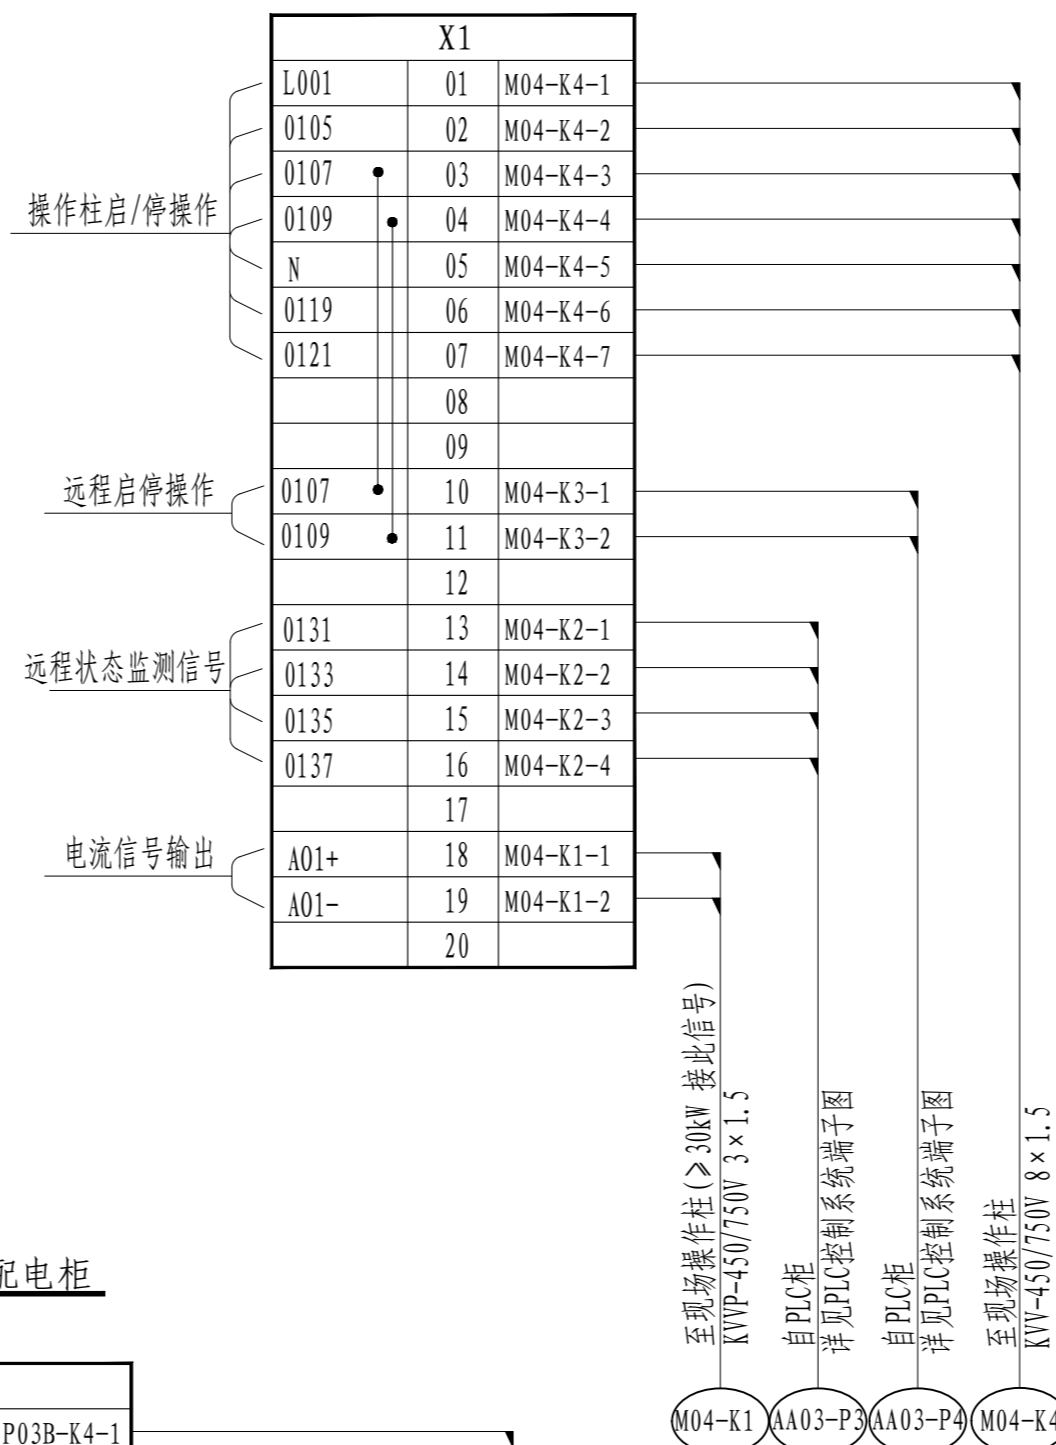 X1
L001 01 M04-K4-1
0105 02 M04-K4-2
0107 03 M04-K4-3
操作柱启/停操作
0109 04 M04-K4-4
N 05 M04-K4-5
0119 06 M04-K4-6
0121 07 M04-K4-7
08
09
远程启停操作
0107 10 M04-K3-1
0109 11 M04-K3-2
12
0131 13 M04-K2-1
远程状态监测信号
0133 14 M04-K2-2
0135 15 M04-K2-3
0137 16 M04-K2-4
17
电流信号输出
A01+ 18 M04-K1-1
A01- 19 M04-K1-2
20
至现场操作柱(≥30kW 接此信号)
KVVP-450/750V 3×1.5
自PLC柜
详见PLC控制系统端子图
自PLC柜
详见PLC控制系统端子图
至现场操作柱
KVV-450/750V 8×1.5
配电柜
P03B-K4-1
M04-K1
AA03-P3
AA03-P4
M04-K4